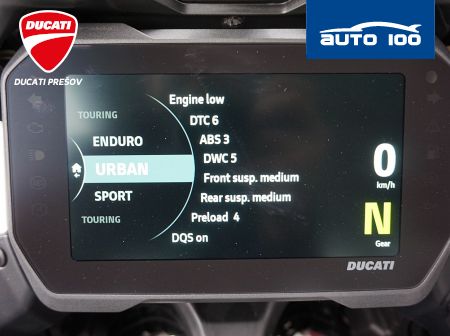 DUCATI
DUCATI PREŠOV
AUTO 100
TOURING
ENDURO
URBAN
SPORT
TOURING
Engine low
DTC 6
ABS 3
DWC 5
Front susp. medium
Rear susp. medium
Preload 4
DQS on
0
km/h
N
Gear
DUCATI